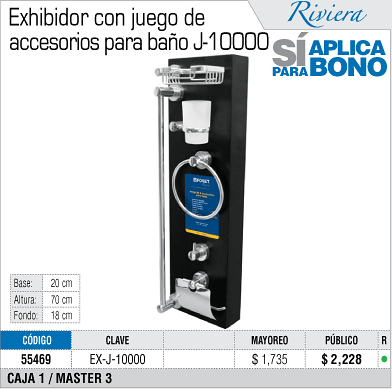 Exhibidor con juego de
accesorios para baño J-10000
Riviera
SÍ APLICA
PARA BONO
FOSET
Base: 20 cm
Altura: 70 cm
Fondo: 18 cm
CÓDIGO CLAVE MAYOREO PÚBLICO R
55469 EX-J-10000 $ 1,735 $ 2,228
CAJA 1 / MASTER 3